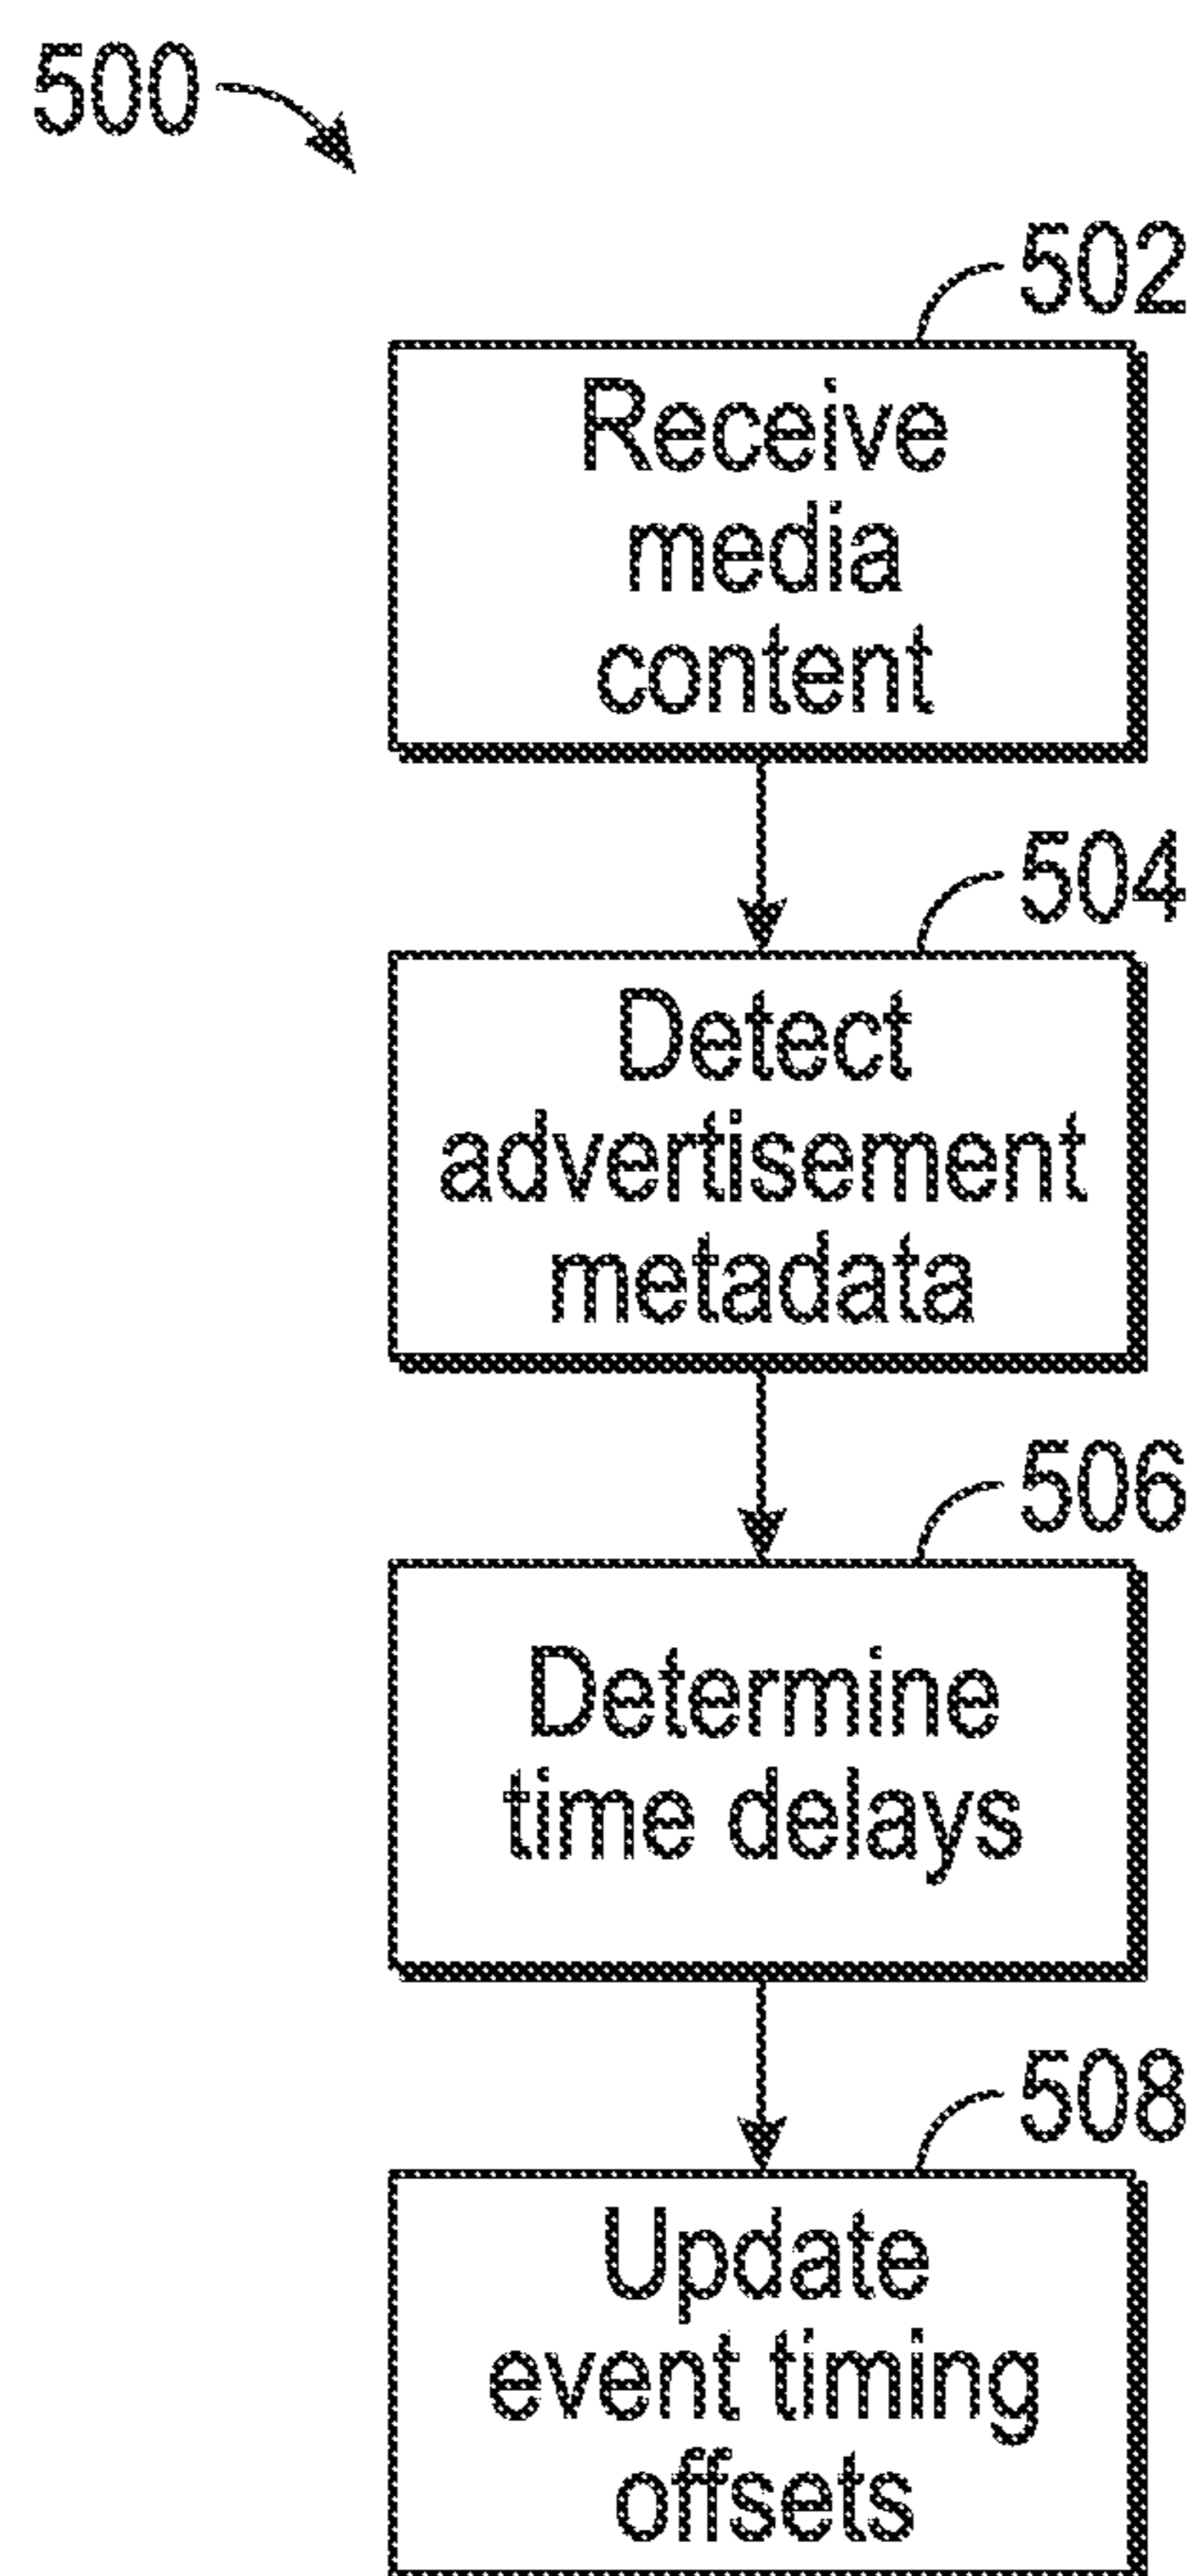 500
502
Receive
media
content
504
Detect
advertisement
metadata
506
Determine
time delays
508
Update
event timing
offsets